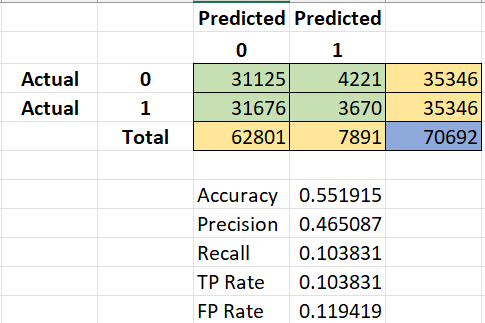 Predicted Predicted
0 1
Actual 0 31125 4221 35346
Actual 1 31676 3670 35346
Total 62801 7891 70692
Accuracy 0.551915
Precision 0.465087
Recall 0.103831
TP Rate 0.103831
FP Rate 0.119419